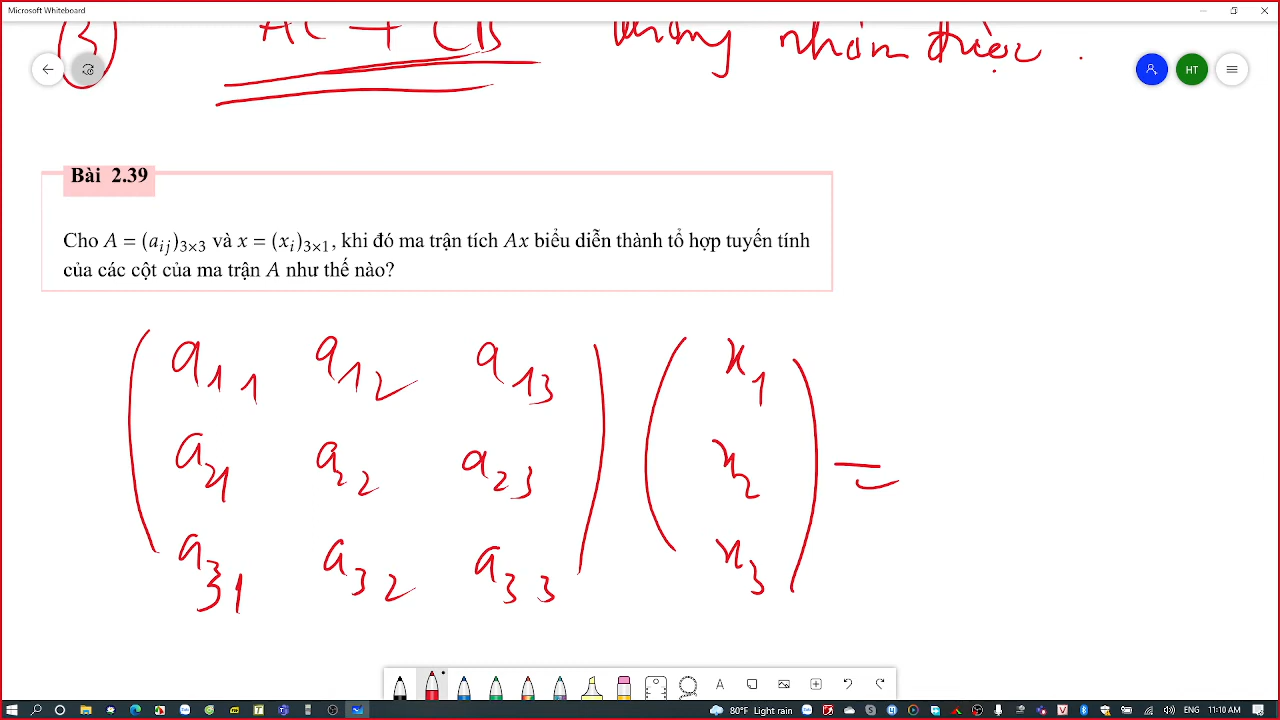 Microsoft Whiteboard
3 AC + CB không nhân được .
HT
Bài 2.39
Cho A = (aᵢⱼ)₃ₓ₃ và x = (xᵢ)₃ₓ₁, khi đó ma trận tích Ax biểu diễn thành tổ hợp tuyến tính
của các cột của ma trận A như thế nào?
a₁₁ a₁₂ a₁₃ x₁
a₂₁ a₂₂ a₂₃ x₂ =
a₃₁ a₃₂ a₃₃ x₃
A
80°F Light rain ENG 11:10 AM